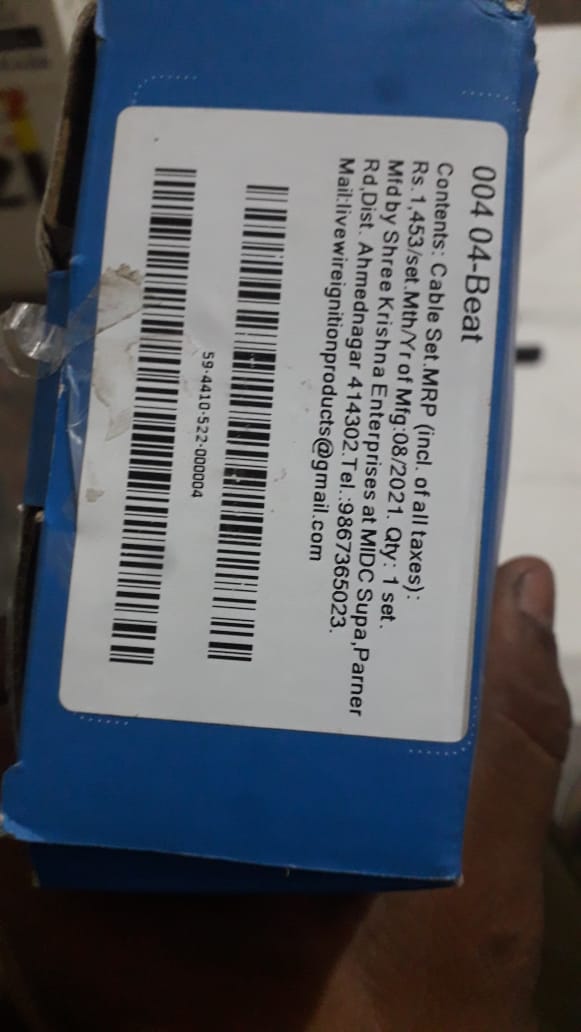 004 04-Beat
Contents: Cable Set.MRP (incl. of all taxes):
Rs.1,453/set.Mth/Yr of Mfg:08/2021. Qty: 1 set.
Mfd by Shree Krishna Enterprises at MIDC Supa,Parner
Rd,Dist. Ahmednagar 414302.Tel.:9867365023.
Mail:livewireignitionproducts@gmail.com
59-4410-522-000004